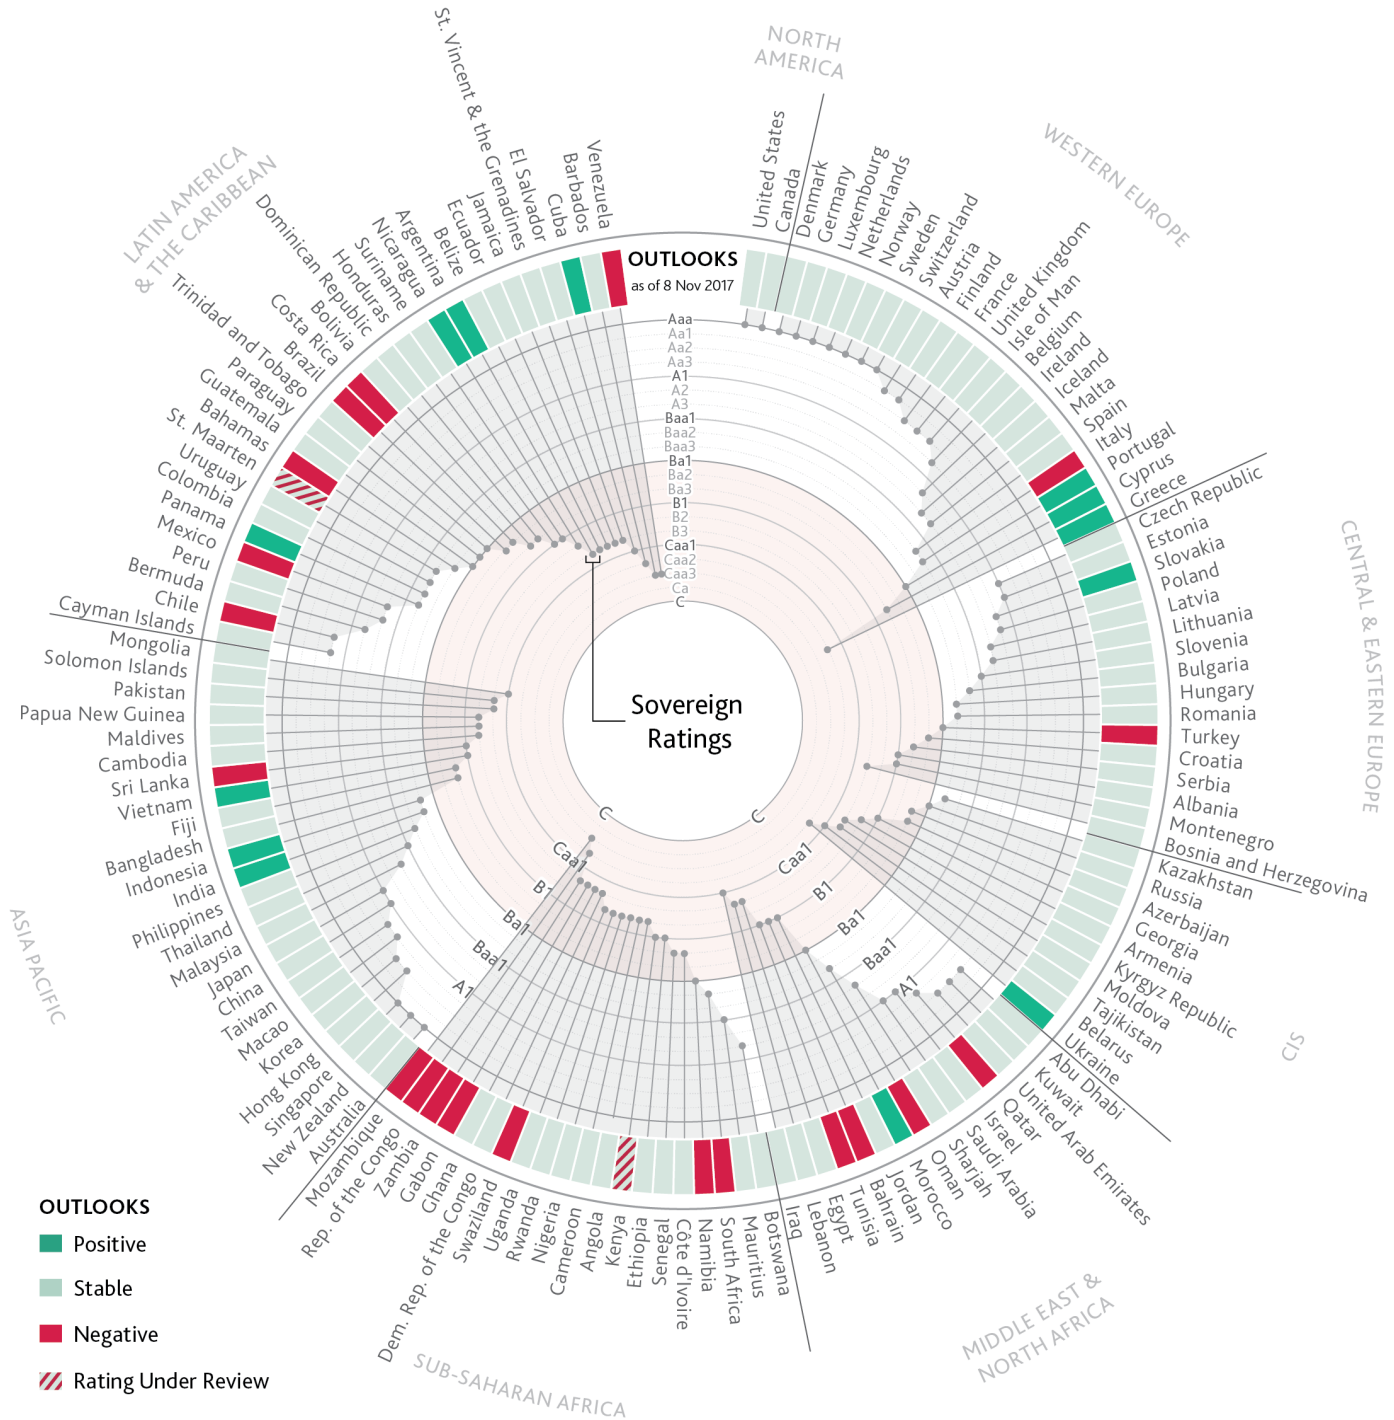 NORTH
AMERICA
WESTERN EUROPE
CENTRAL & EASTERN EUROPE
CIS
MIDDLE EAST &
NORTH AFRICA
SUB-SAHARAN AFRICA
ASIA PACIFIC
LATIN AMERICA
& THE CARIBBEAN
OUTLOOKS
as of 8 Nov 2017
United States
Canada
Denmark
Germany
Luxembourg
Netherlands
Norway
Sweden
Switzerland
Austria
Finland
France
United Kingdom
Isle of Man
Belgium
Ireland
Iceland
Malta
Spain
Italy
Portugal
Cyprus
Greece
Czech Republic
Estonia
Slovakia
Poland
Latvia
Lithuania
Slovenia
Bulgaria
Hungary
Romania
Turkey
Croatia
Serbia
Albania
Montenegro
Bosnia and Herzegovina
Kazakhstan
Russia
Azerbaijan
Georgia
Armenia
Kyrgyz Republic
Moldova
Tajikistan
Belarus
Ukraine
Abu Dhabi
Kuwait
United Arab Emirates
Qatar
Israel
Saudi Arabia
Sharjah
Oman
Morocco
Jordan
Bahrain
Tunisia
Egypt
Lebanon
Iraq
Botswana
Mauritius
South Africa
Namibia
Côte d'Ivoire
Senegal
Ethiopia
Kenya
Angola
Cameroon
Nigeria
Rwanda
Uganda
Swaziland
Dem. Rep. of the Congo
Ghana
Gabon
Zambia
Rep. of the Congo
Mozambique
Australia
New Zealand
Singapore
Hong Kong
Korea
Macao
Taiwan
China
Japan
Malaysia
Thailand
Philippines
India
Indonesia
Bangladesh
Fiji
Vietnam
Sri Lanka
Cambodia
Maldives
Papua New Guinea
Pakistan
Solomon Islands
Mongolia
Cayman Islands
Chile
Bermuda
Peru
Mexico
Panama
Colombia
Uruguay
St. Maarten
Bahamas
Guatemala
Paraguay
Trinidad and Tobago
Brazil
Costa Rica
Bolivia
Dominican Republic
Honduras
Suriname
Nicaragua
Argentina
Belize
Ecuador
Jamaica
St. Vincent & the Grenadines
El Salvador
Cuba
Barbados
Venezuela
Aaa
Aa1
Aa2
Aa3
A1
A2
A3
Baa1
Baa2
Baa3
Ba1
Ba2
Ba3
B1
B2
B3
Caa1
Caa2
Caa3
Ca
C
Sovereign
Ratings
C
Caa1
B1
Ba1
Baa1
A1
C
Caa1
B1
Ba1
Baa1
A1
OUTLOOKS
Positive
Stable
Negative
Rating Under Review